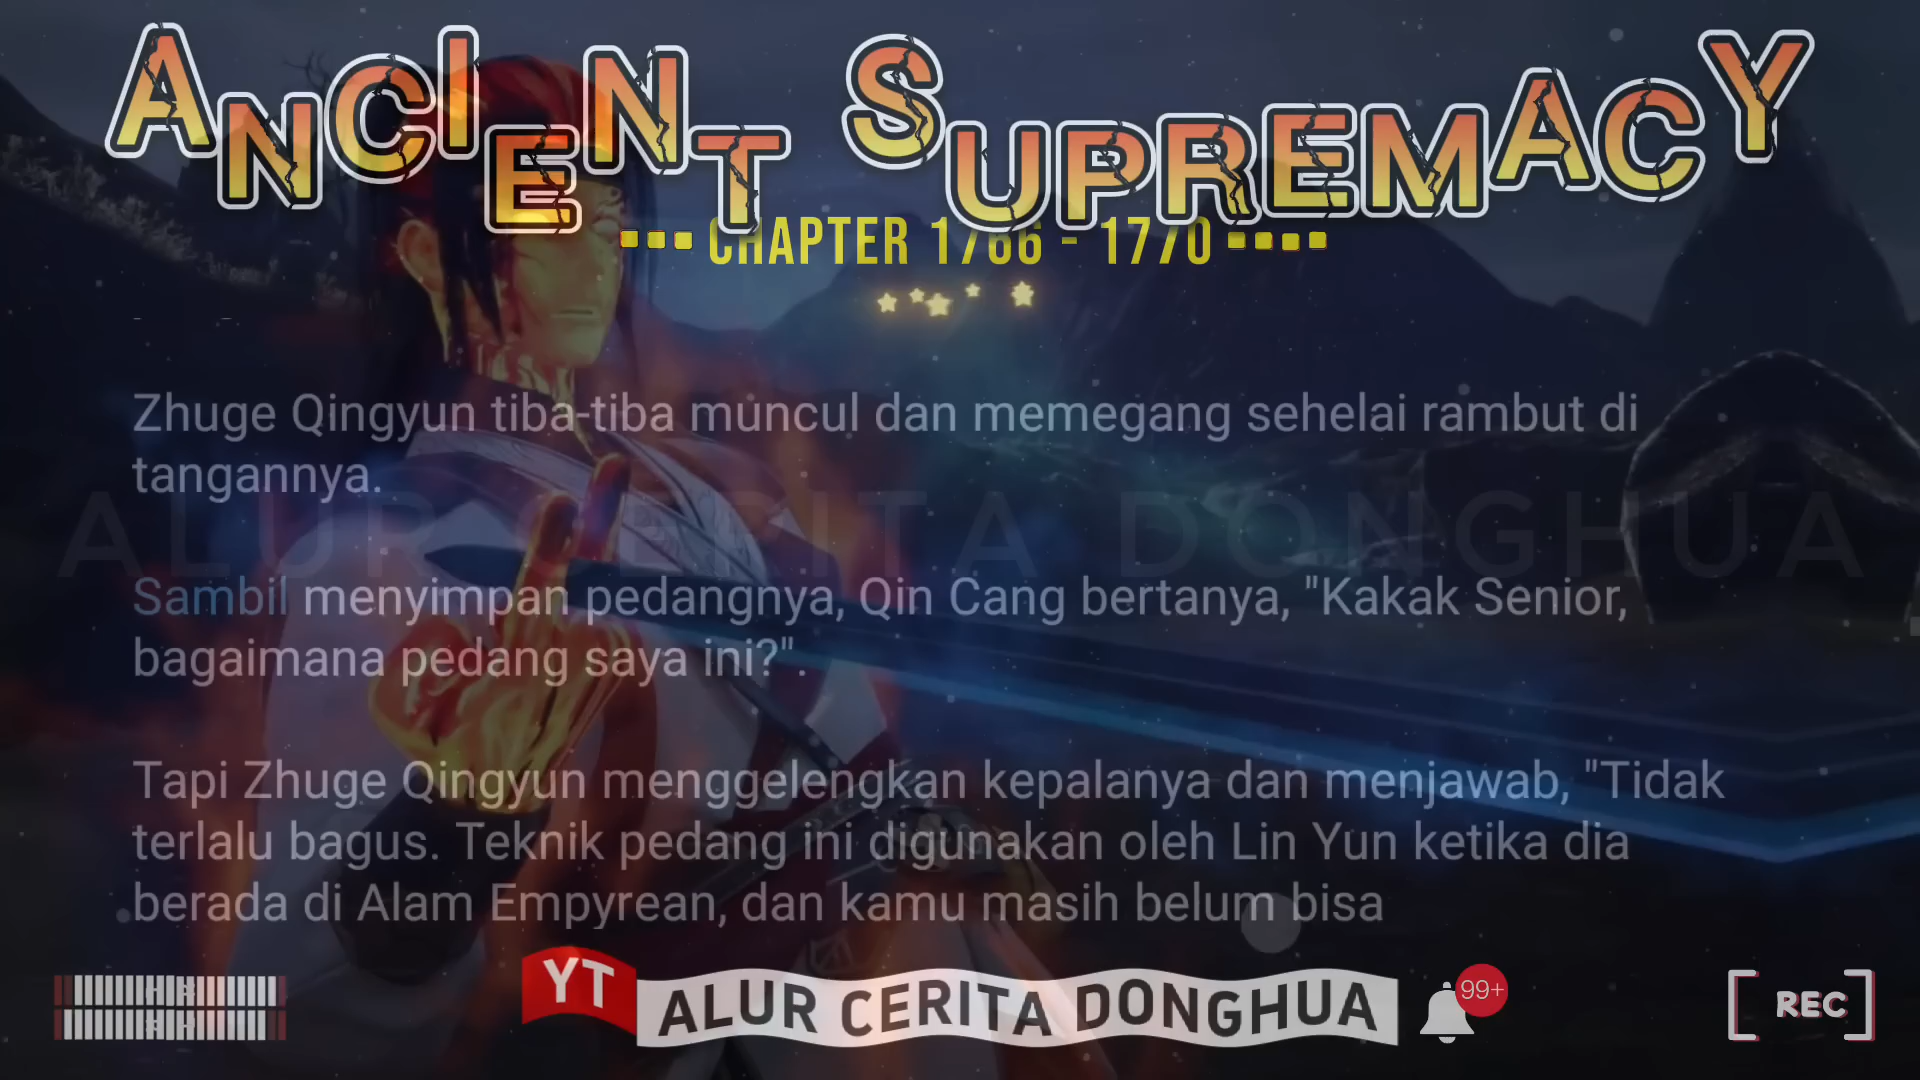 ANCIENT SUPREMACY
CHAPTER 1766 - 1770
Zhuge Qingyun tiba-tiba muncul dan memegang sehelai rambut di
tangannya.
ALUR CERITA DONGHUA
Sambil menyimpan pedangnya, Qin Cang bertanya, "Kakak Senior,
bagaimana pedang saya ini?".
Tapi Zhuge Qingyun menggelengkan kepalanya dan menjawab, "Tidak
terlalu bagus. Teknik pedang ini digunakan oleh Lin Yun ketika dia
berada di Alam Empyrean, dan kamu masih belum bisa
YT ALUR CERITA DONGHUA
99+
[REC]